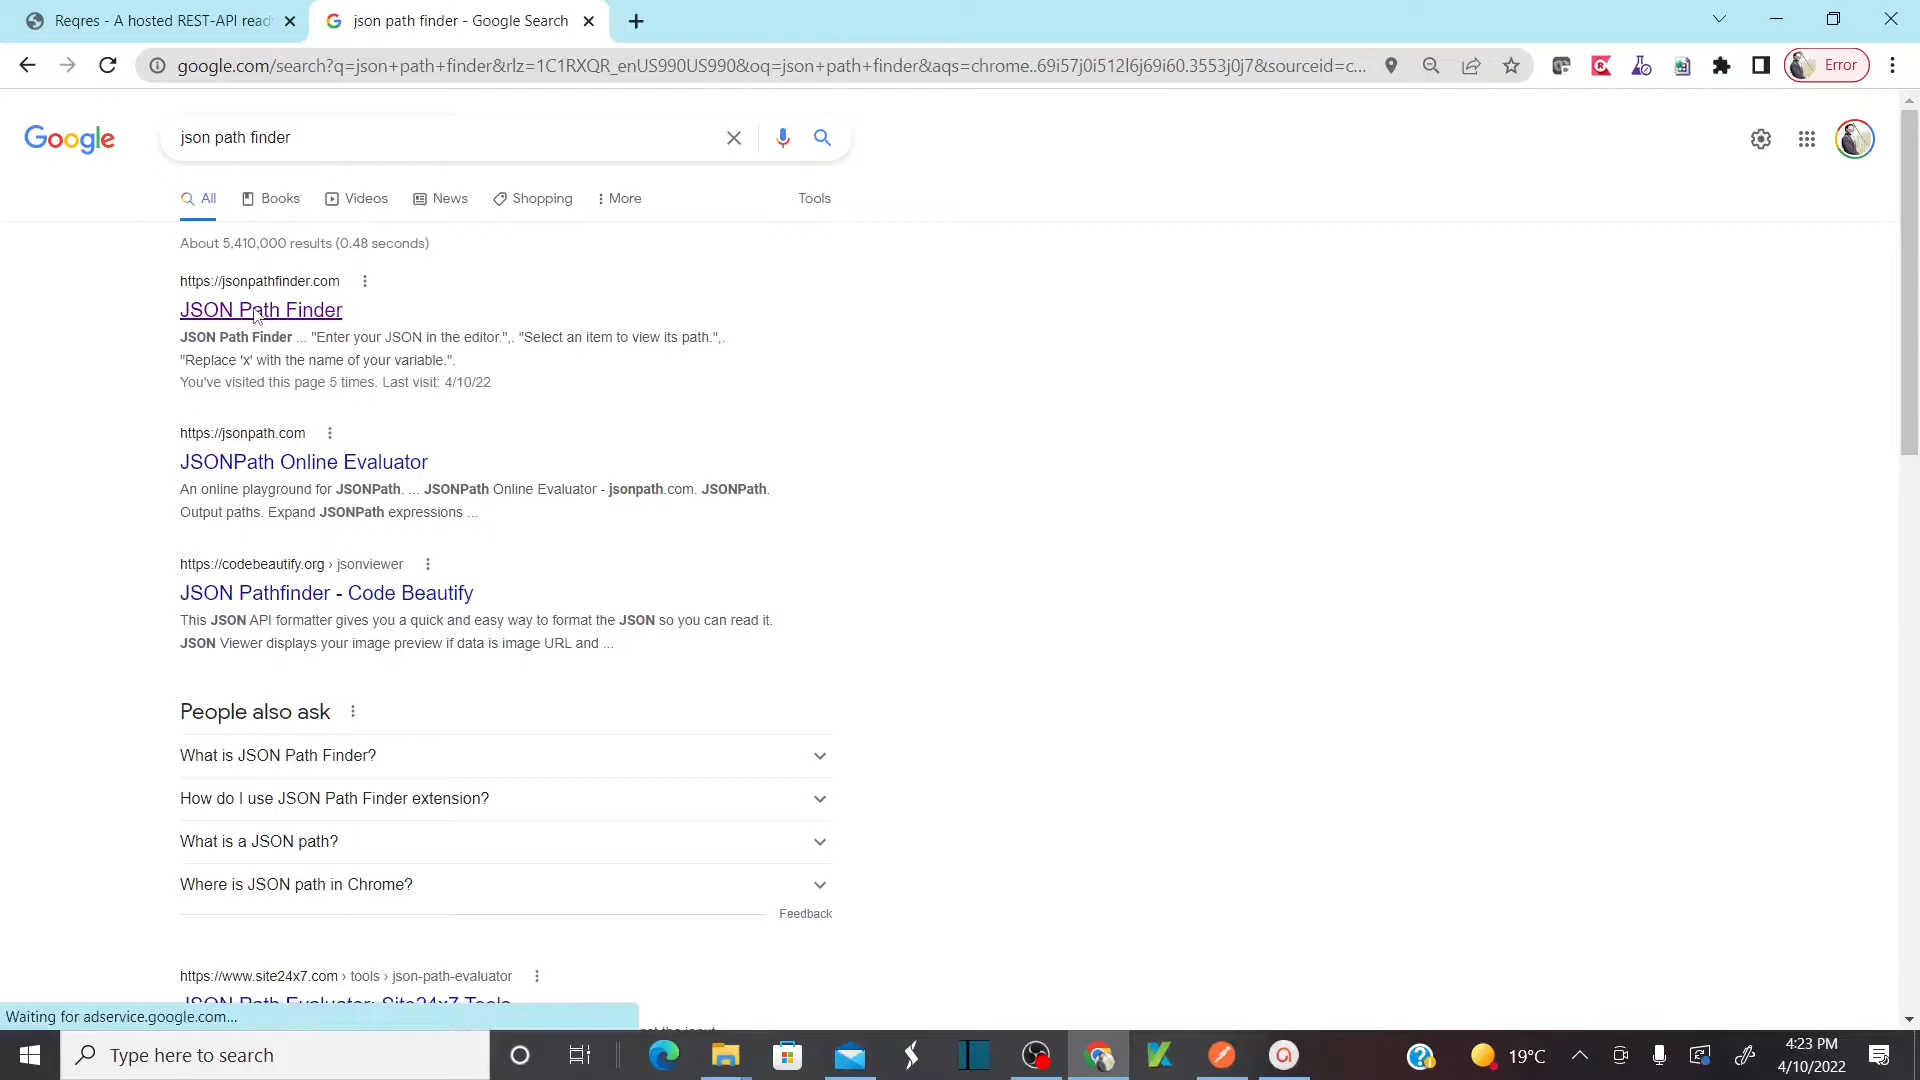 Reqres - A hosted REST-API read
json path finder - Google Search
google.com/search?q=json+path+finder&rlz=1C1RXQR_enUS990US990&oq=json+path+finder&aqs=chrome..69i57j0i512l6j69i60.3553j0j7&sourceid=c...
Error
Google
json path finder
All
Books
Videos
News
Shopping
More
Tools
About 5,410,000 results (0.48 seconds)
https://jsonpathfinder.com
JSON Path Finder
JSON Path Finder ... "Enter your JSON in the editor.",. "Select an item to view its path.",.
"Replace 'x' with the name of your variable.".
You've visited this page 5 times. Last visit: 4/10/22
https://jsonpath.com
JSONPath Online Evaluator
An online playground for JSONPath. ... JSONPath Online Evaluator - jsonpath.com. JSONPath.
Output paths. Expand JSONPath expressions ...
https://codebeautify.org › jsonviewer
JSON Pathfinder - Code Beautify
This JSON API formatter gives you a quick and easy way to format the JSON so you can read it.
JSON Viewer displays your image preview if data is image URL and ...
People also ask
What is JSON Path Finder?
How do I use JSON Path Finder extension?
What is a JSON path?
Where is JSON path in Chrome?
Feedback
https://www.site24x7.com › tools › json-path-evaluator
JSON Path Evaluator: Site24x7 Tools
Waiting for adservice.google.com...
Type here to search
19°C
4:23 PM
4/10/2022